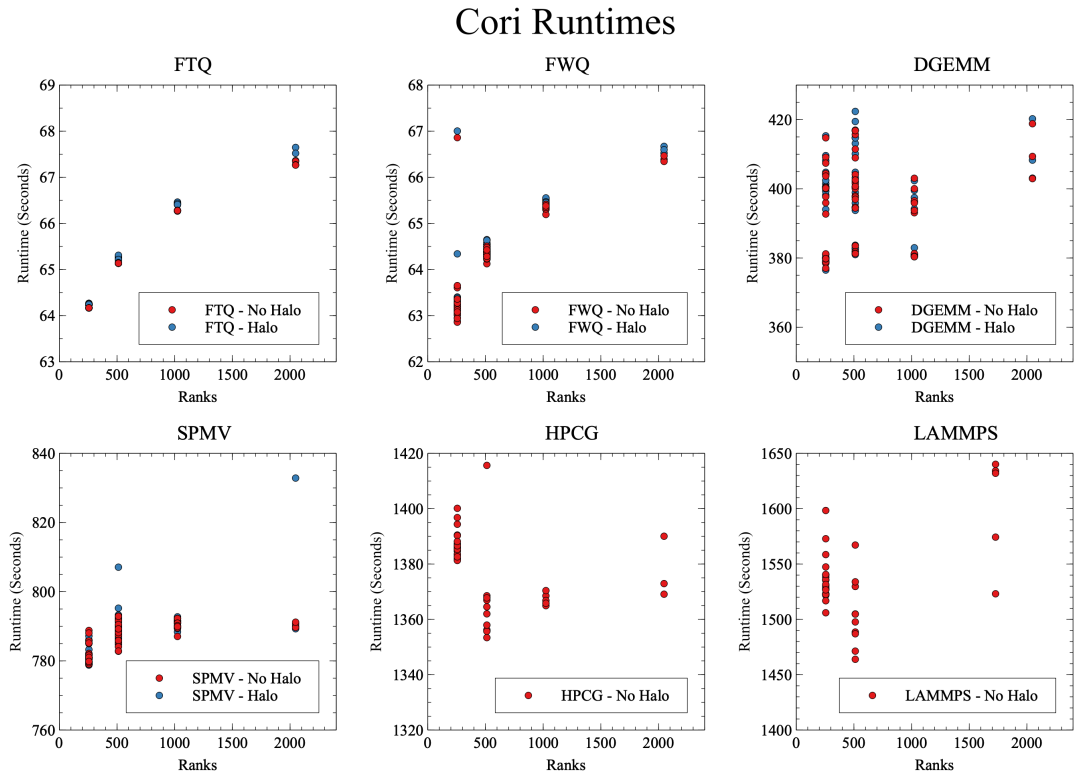 Cori Runtimes
FTQ
69
68
67
66
65
64
63
Runtime (Seconds)
FTQ - No Halo
FTQ - Halo
0 500 1000 1500 2000
Ranks
FWQ
68
67
66
65
64
63
62
Runtime (Seconds)
FWQ - No Halo
FWQ - Halo
0 500 1000 1500 2000
Ranks
DGEMM
420
400
380
360
Runtime (Seconds)
DGEMM - No Halo
DGEMM - Halo
0 500 1000 1500 2000
Ranks
SPMV
840
820
800
780
760
Runtime (Seconds)
SPMV - No Halo
SPMV - Halo
0 500 1000 1500 2000
Ranks
HPCG
1420
1400
1380
1360
1340
1320
Runtime (Seconds)
HPCG - No Halo
0 500 1000 1500 2000
Ranks
LAMMPS
1650
1600
1550
1500
1450
1400
Runtime (Seconds)
LAMMPS - No Halo
0 500 1000 1500 2000
Ranks